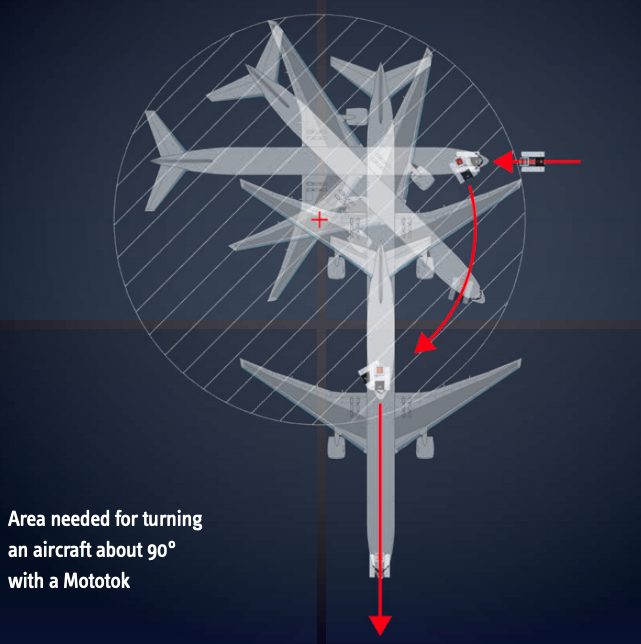 Area needed for turning
an aircraft about 90°
with a Mototok